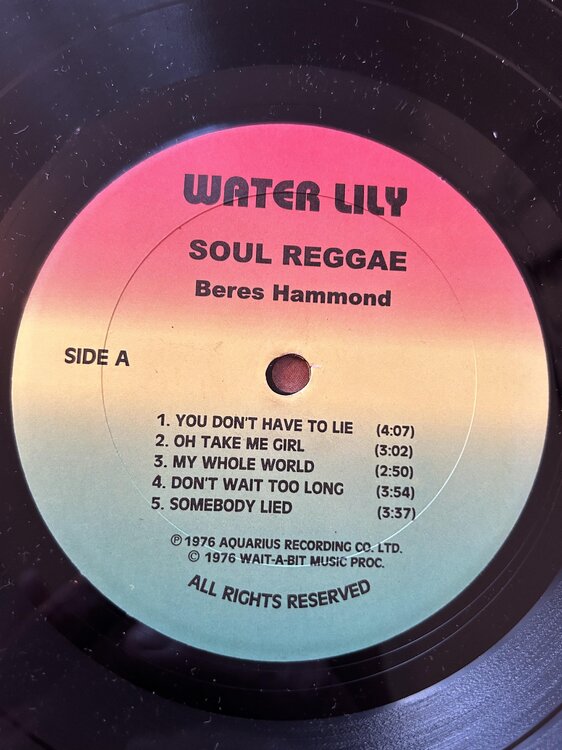 WATER LILY
SOUL REGGAE
Beres Hammond
SIDE A
1. YOU DON'T HAVE TO LIE (4:07)
2. OH TAKE ME GIRL (3:02)
3. MY WHOLE WORLD (2:50)
4. DON'T WAIT TOO LONG (3:54)
5. SOMEBODY LIED (3:37)
℗ 1976 AQUARIUS RECORDING CO. LTD.
© 1976 WAIT-A-BIT MUSIC PROC.
ALL RIGHTS RESERVED